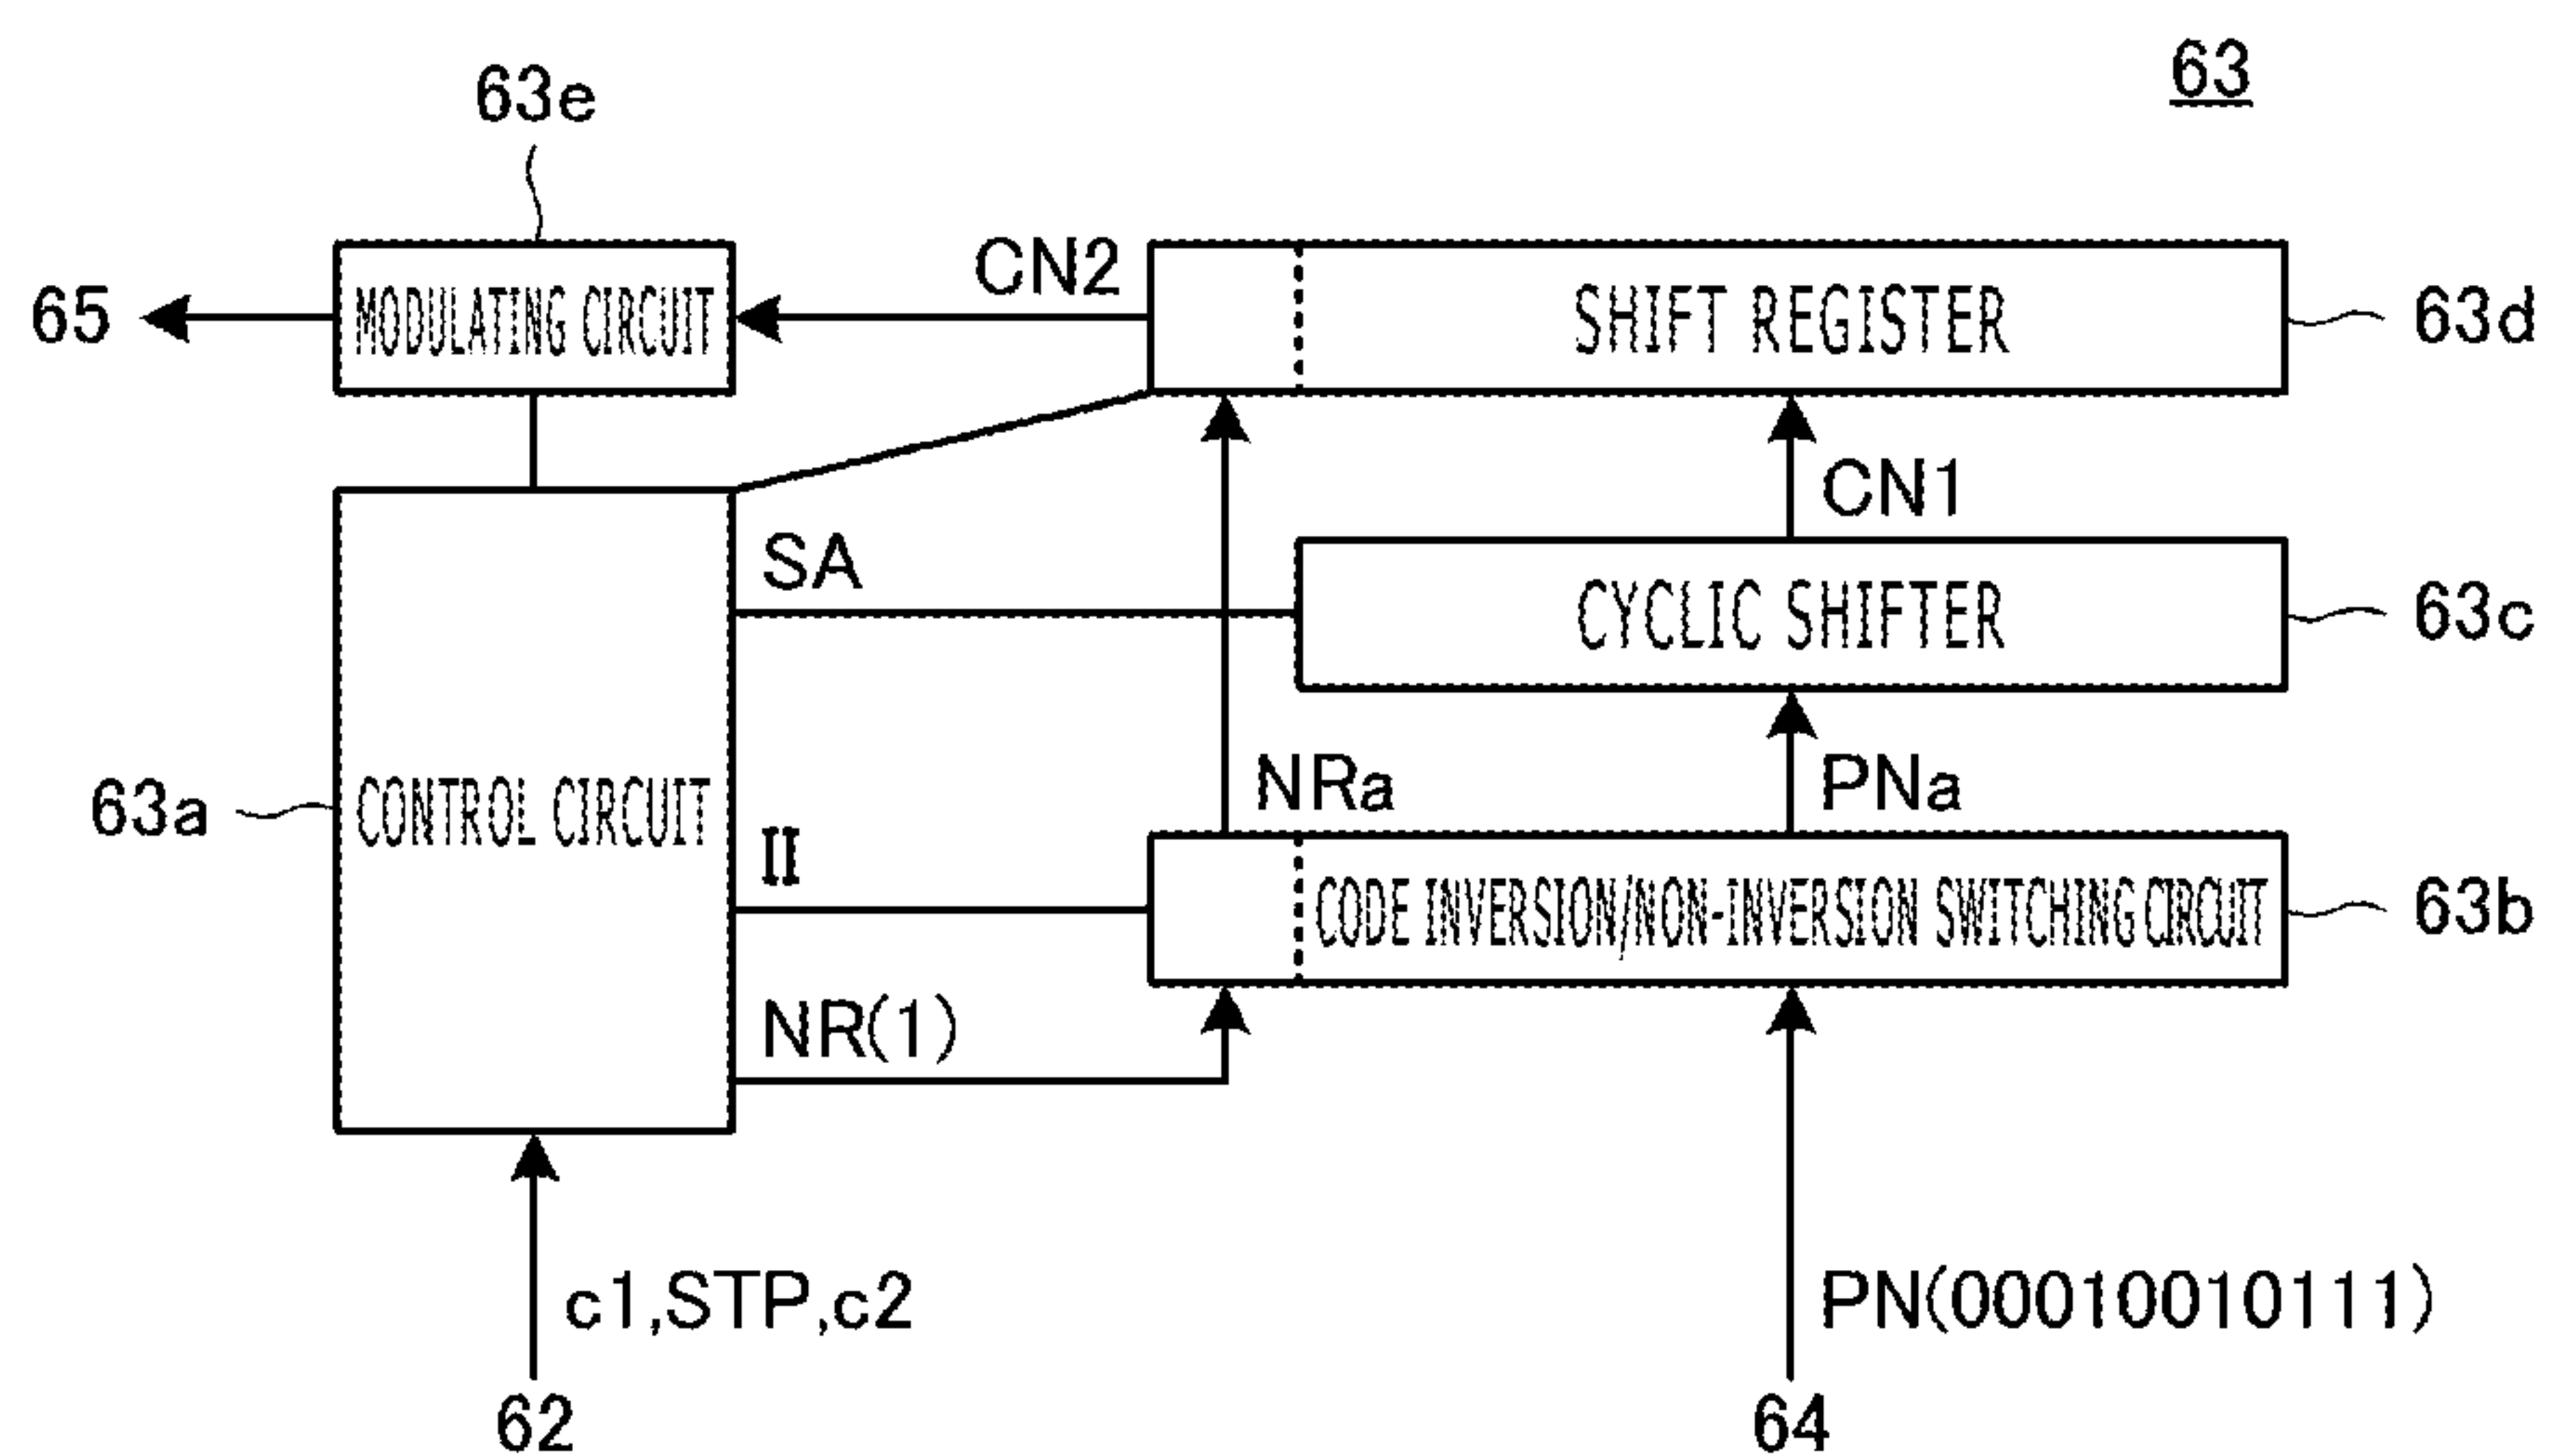 63
63e
CN2
65
MODULATING CIRCUIT
SHIFT REGISTER
63d
CN1
SA
CYCLIC SHIFTER
63c
63a
CONTROL CIRCUIT
NRa
PNa
II
CODE INVERSION/NON-INVERSION SWITCHING CIRCUIT
63b
NR(1)
c1,STP,c2
PN(00010010111)
62
64